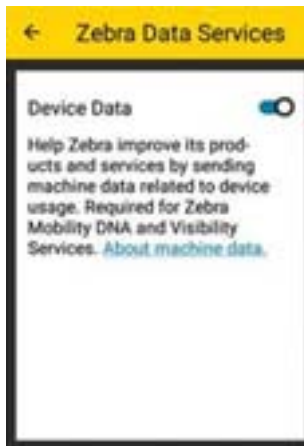 Zebra Data Services
Device Data
Help Zebra improve its prod-
ucts and services by sending
machine data related to device
usage. Required for Zebra
Mobility DNA and Visibility
Services. About machine data.